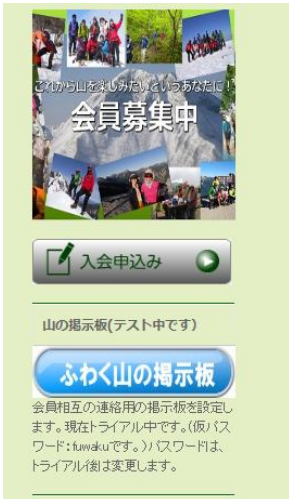 これから山を楽しみたいというあなたに!
会員募集中
入会申込み
山の掲示板(テスト中です)
ふわく山の掲示板
会員相互の連絡用の掲示板を設定し
ます。現在トライアル中です。(仮パス
ワード:fuwakuです。)パスワードは、
トライアル後は変更します。